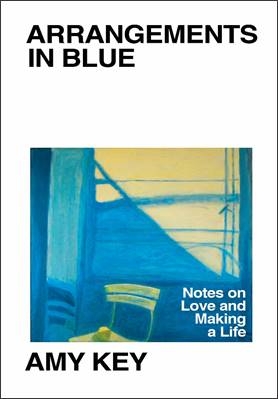 ARRANGEMENTS
IN BLUE
Notes on
Love and
Making
a Life
AMY KEY